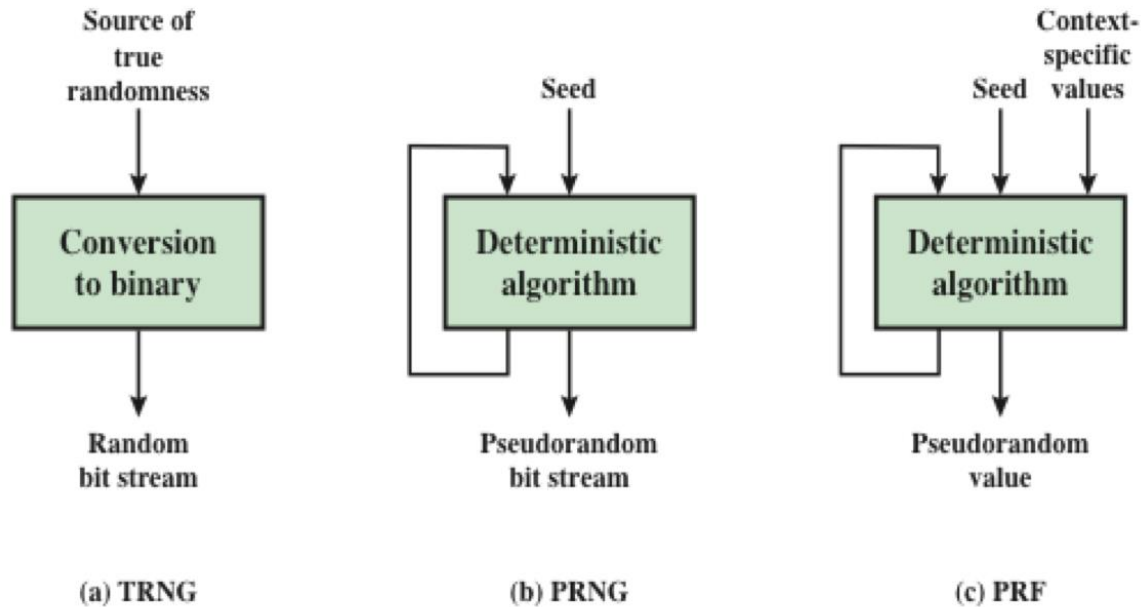 Source of
true
randomness
Conversion
to binary
Random
bit stream
(a) TRNG
Seed
Deterministic
algorithm
Pseudorandom
bit stream
(b) PRNG
Seed
Context-
specific
values
Deterministic
algorithm
Pseudorandom
value
(c) PRF